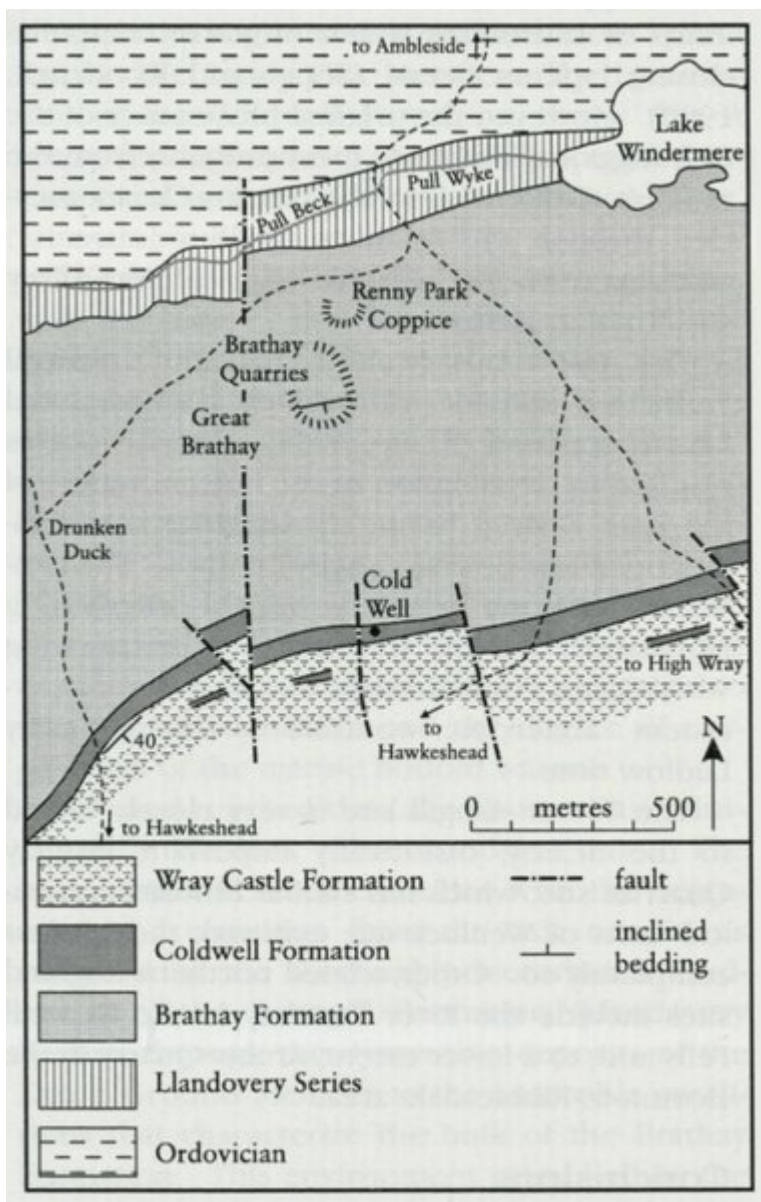 to Ambleside
Lake
Windermere
Pull Beck
Pull Wyke
Renny Park
Coppice
Brathay
Quarries
Great
Brathay
Drunken
Duck
Cold
Well
to High Wray
40
to
Hawkeshead
N
0 metres 500
to Hawkeshead
Wray Castle Formation
fault
Coldwell Formation
inclined
bedding
Brathay Formation
Llandovery Series
Ordovician